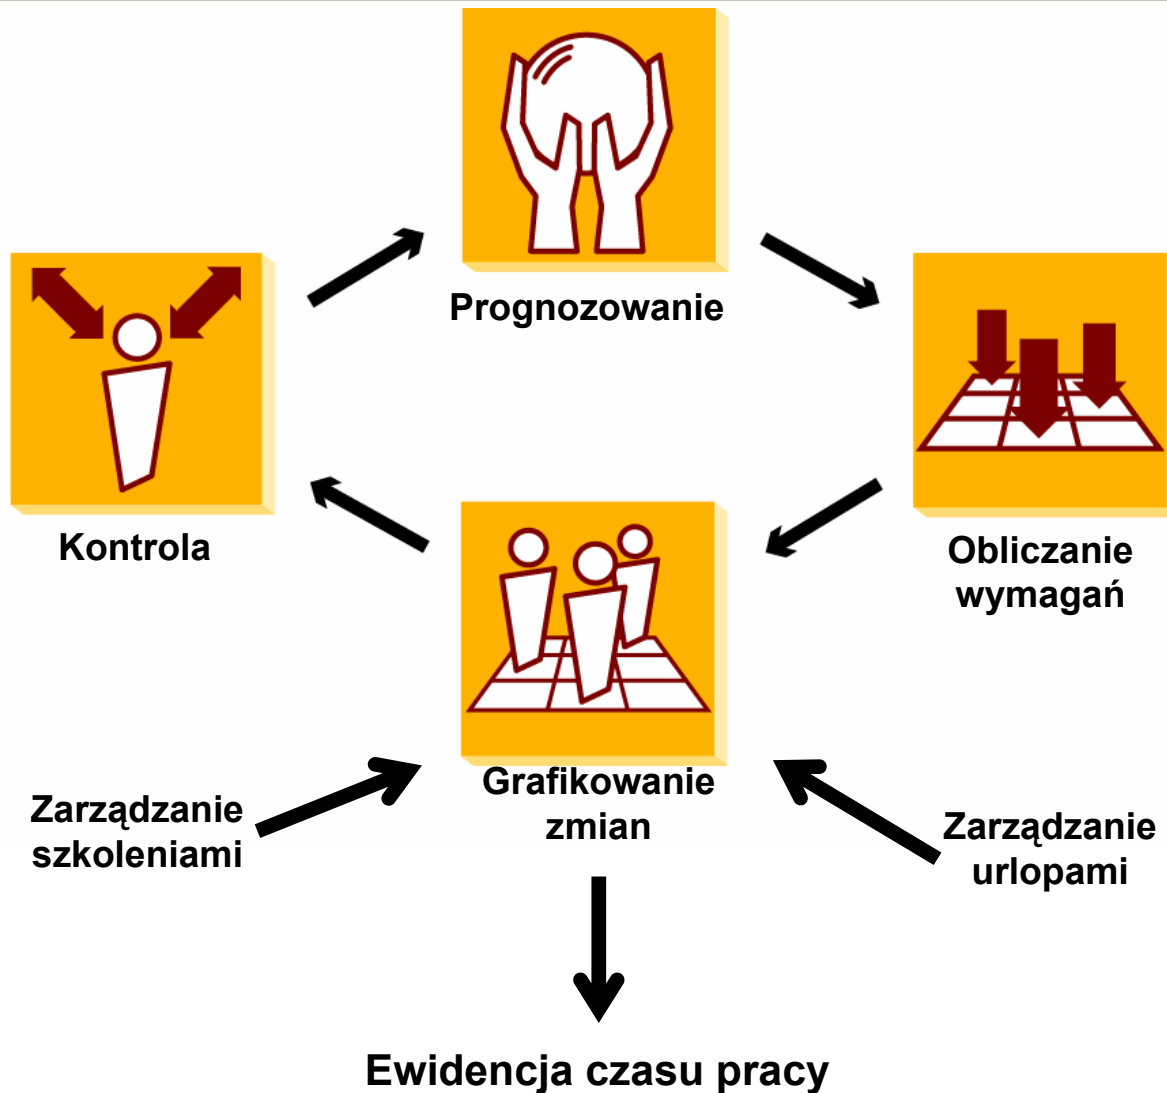 Prognozowanie
Kontrola
Obliczanie
wymagań
Grafikowanie
zmian
Zarządzanie
szkoleniami
Zarządzanie
urlopami
Ewidencja czasu pracy